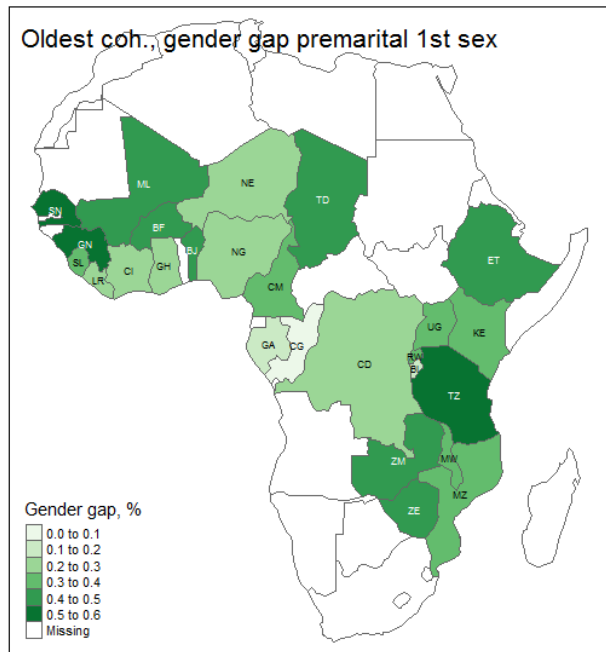 Oldest coh., gender gap premarital 1st sex
ML
NE
TD
SN
BF
GN
BJ
NG
ET
SL
CI
GH
LR
CM
UG
KE
GA
CG
RW
BI
CD
TZ
ZM
MW
MZ
ZE
Gender gap, %
0.0 to 0.1
0.1 to 0.2
0.2 to 0.3
0.3 to 0.4
0.4 to 0.5
0.5 to 0.6
Missing